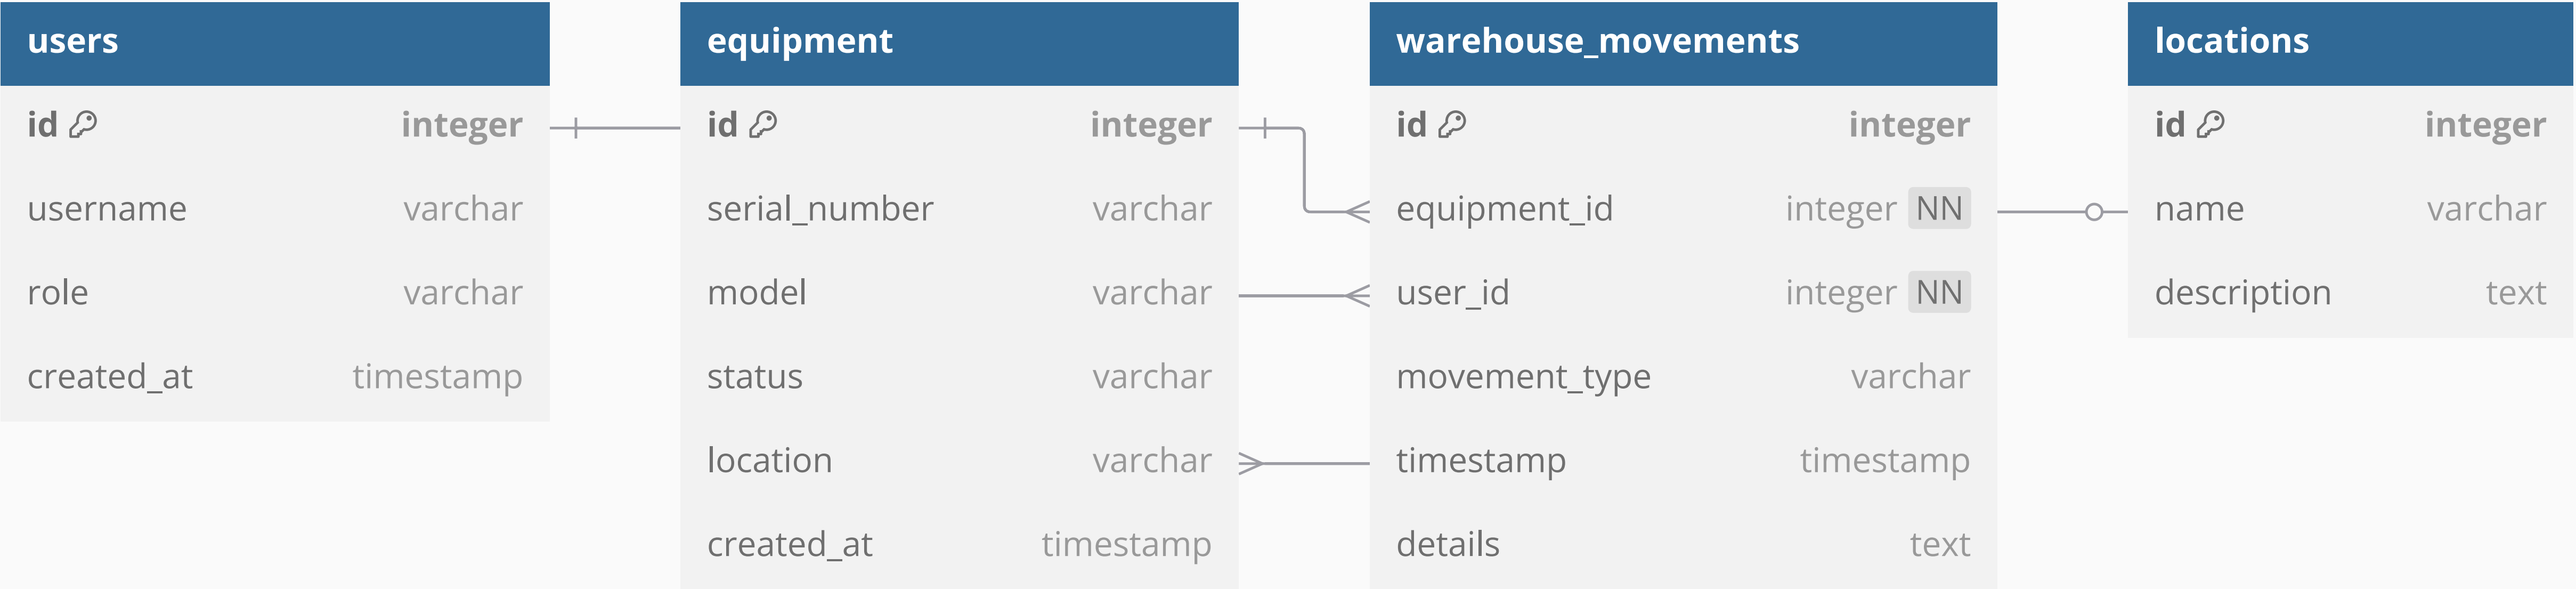 users
id integer
username varchar
role varchar
created_at timestamp
equipment
id integer
serial_number varchar
model varchar
status varchar
location varchar
created_at timestamp
warehouse_movements
id integer
equipment_id integer NN
user_id integer NN
movement_type varchar
timestamp timestamp
details text
locations
id integer
name varchar
description text